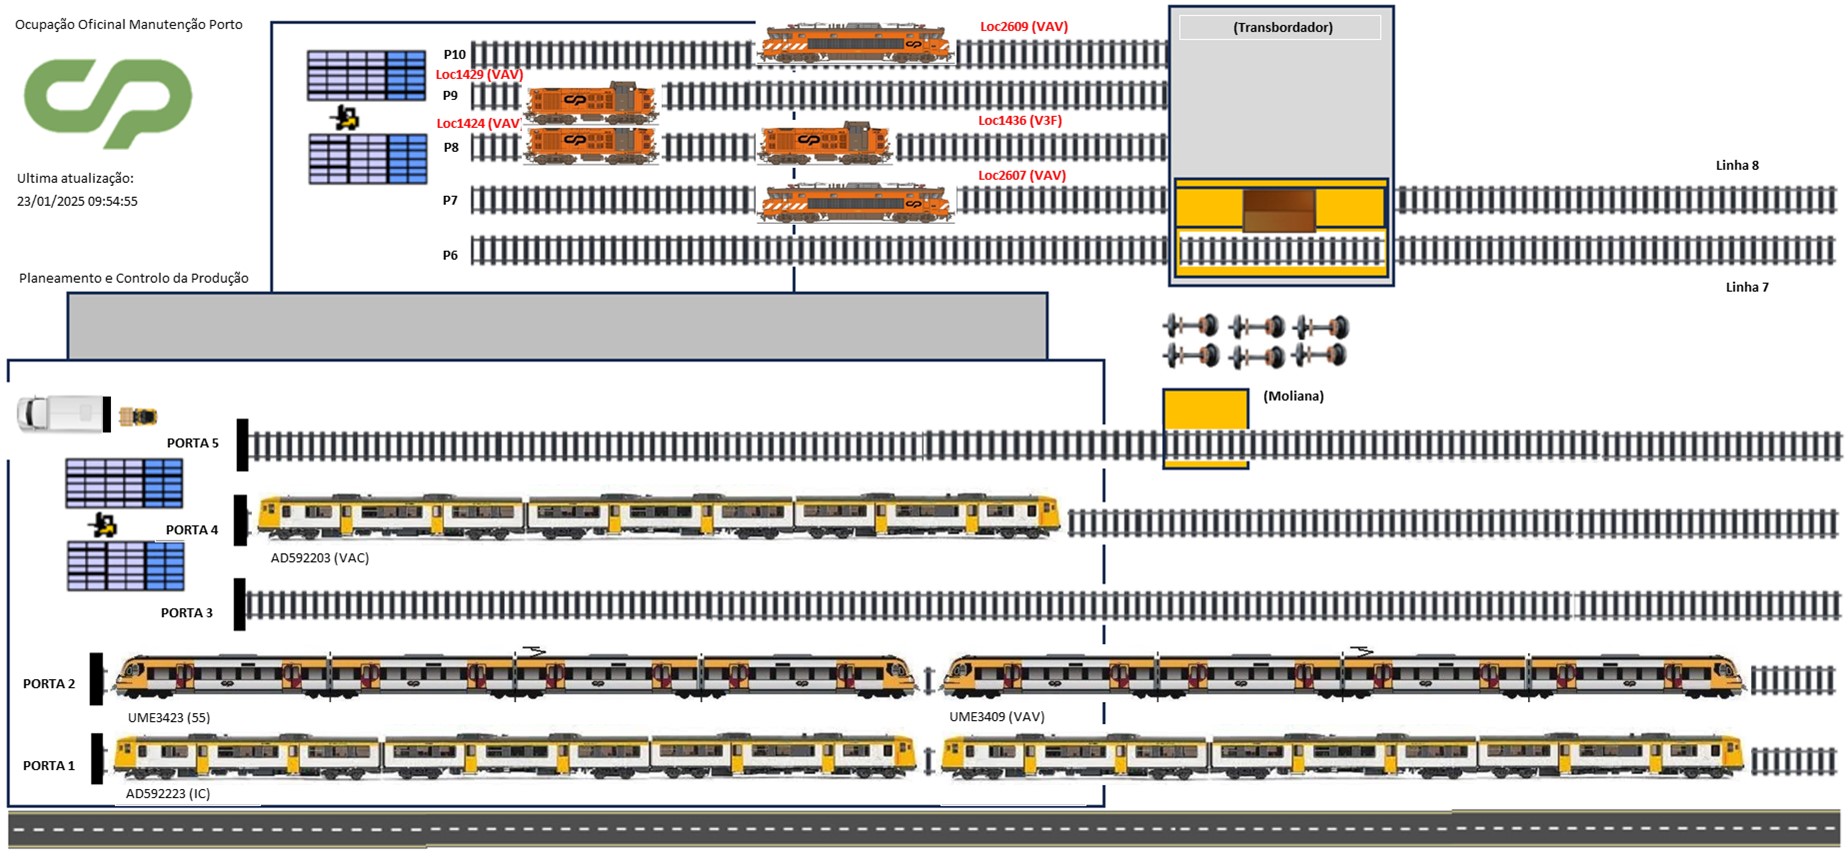 Ocupação Oficinal Manutenção Porto
CP
Ultima atualização:
23/01/2025 09:54:55
Planeamento e Controlo da Produção
P10
Loc2609 (VAV)
(Transbordador)
Loc1429 (VAV)
P9
Loc1424 (VAV)
Loc1436 (V3F)
P8
Loc2607 (VAV)
Linha 8
P7
P6
Linha 7
(Moliana)
PORTA 5
PORTA 4
AD592203 (VAC)
PORTA 3
PORTA 2
UME3423 (55)
UME3409 (VAV)
PORTA 1
AD592223 (IC)